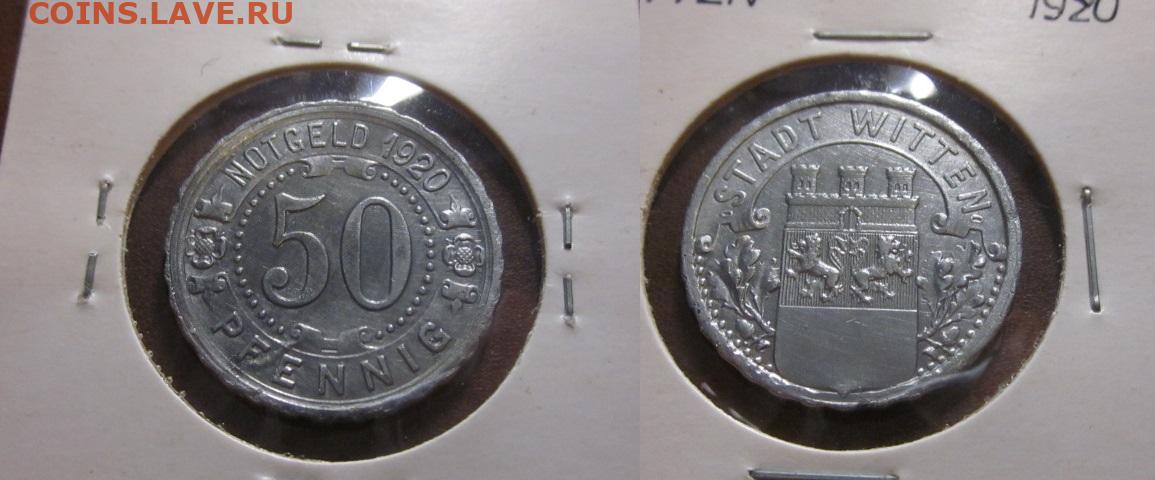 COINS.LAVE.RU
NOTGELD 1920
50
PFENNIG
1920
STADT WITTEN